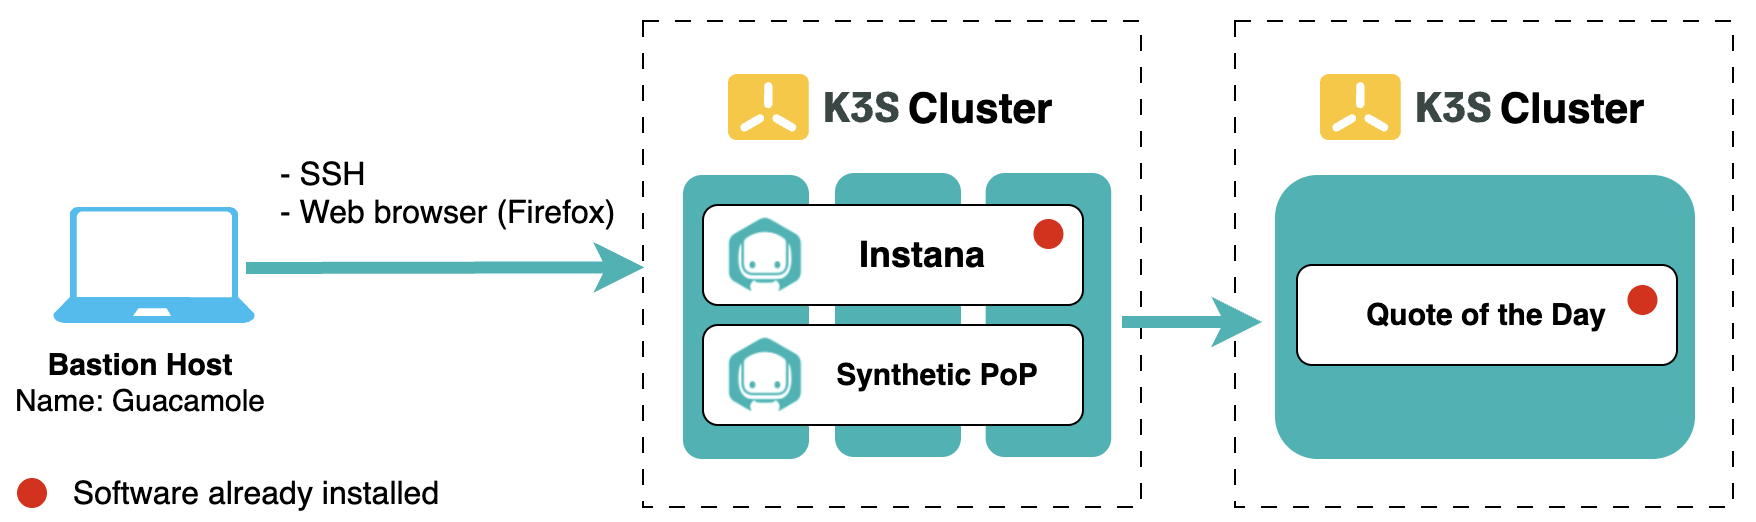 - SSH
- Web browser (Firefox)
Bastion Host
Name: Guacamole
Software already installed
K3S Cluster
Instana
Synthetic PoP
K3S Cluster
Quote of the Day